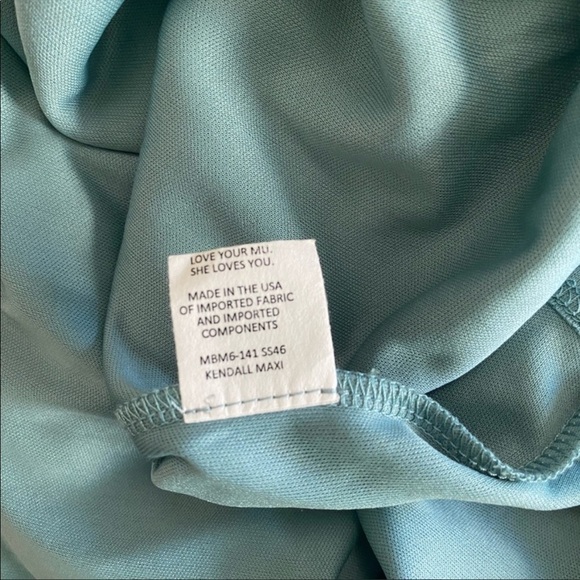 LOVE YOUR MU.
SHE LOVES YOU.
MADE IN THE USA
OF IMPORTED FABRIC
AND IMPORTED
COMPONENTS
MBM6-141 SS46
KENDALL MAXI